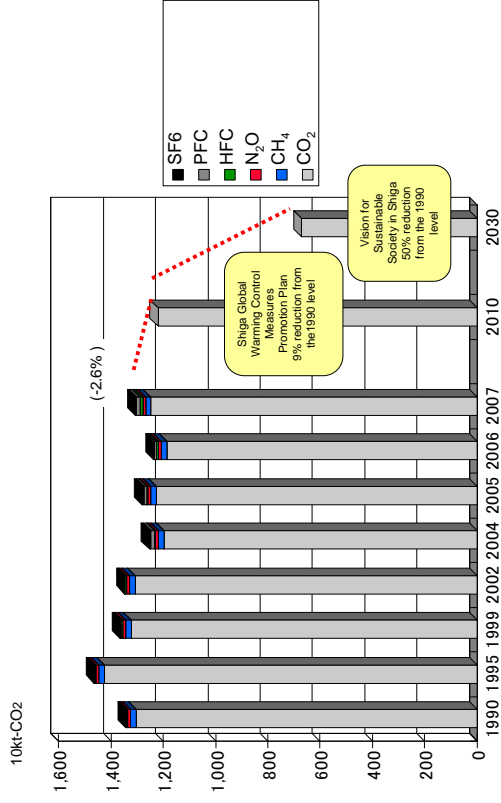 10kt-CO2
1,600
1,400
1,200
1,000
800
600
400
200
0
(-2.6% )
Shiga Global
Warming Control
Measures
Promotion Plan
9% reduction from
the1990 level
Vision for
Sustainable
Society in Shiga
50% reduction
from the 1990
level
1990
1995
1999
2002
2004
2005
2006
2007
2010
2030
SF6
PFC
HFC
N₂O
CH₄
CO₂